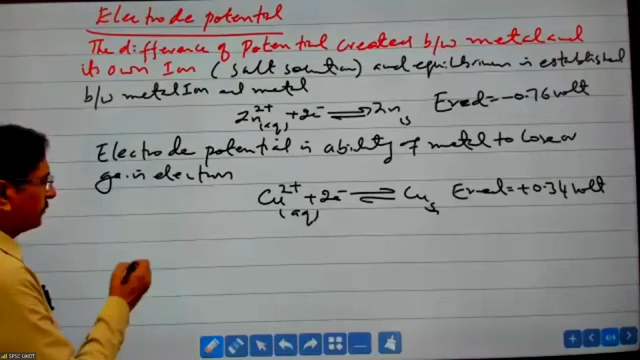 Electrode potential
The difference of Potential created b/w metal and
its own Ion (salt solution) and equilibrium is established
b/w metal Ion and metal
Zn²⁺(aq) + 2e⁻ ⇌ Zn s Ered = -0.76 volt
Electrode potential is ability of metal to lose or
gain electron
Cu²⁺(aq) + 2e⁻ ⇌ Cu s Ered = +0.34 volt
SPSC UKOT